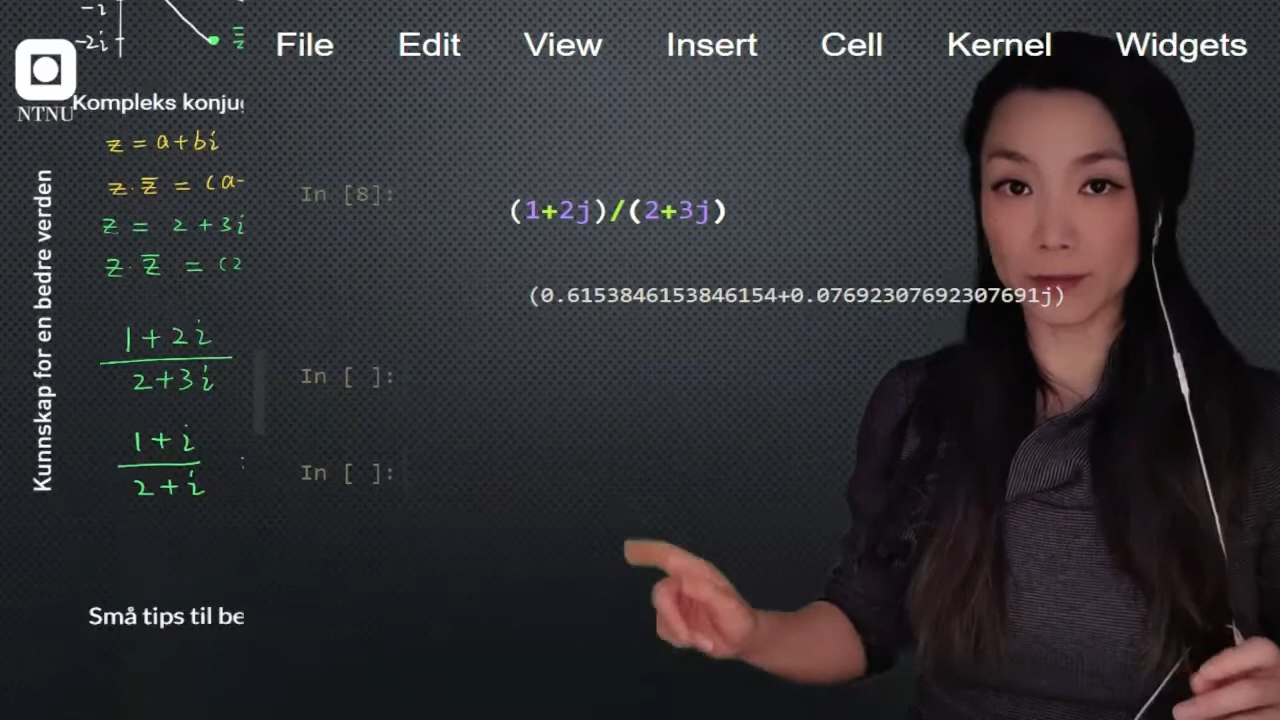 -i
-2i
z̄
File Edit View Insert Cell Kernel Widgets
NTNU
Kunnskap for en bedre verden
Kompleks konju
z = a+bi
z·z̄ = (a-
z = 2+3i
z·z̄ = (2
1+2i
2+3i
1+i
2+i
Små tips til be
In [8]:
(1+2j)/(2+3j)
(0.6153846153846154+0.07692307692307691j)
In [ ]:
In [ ]: